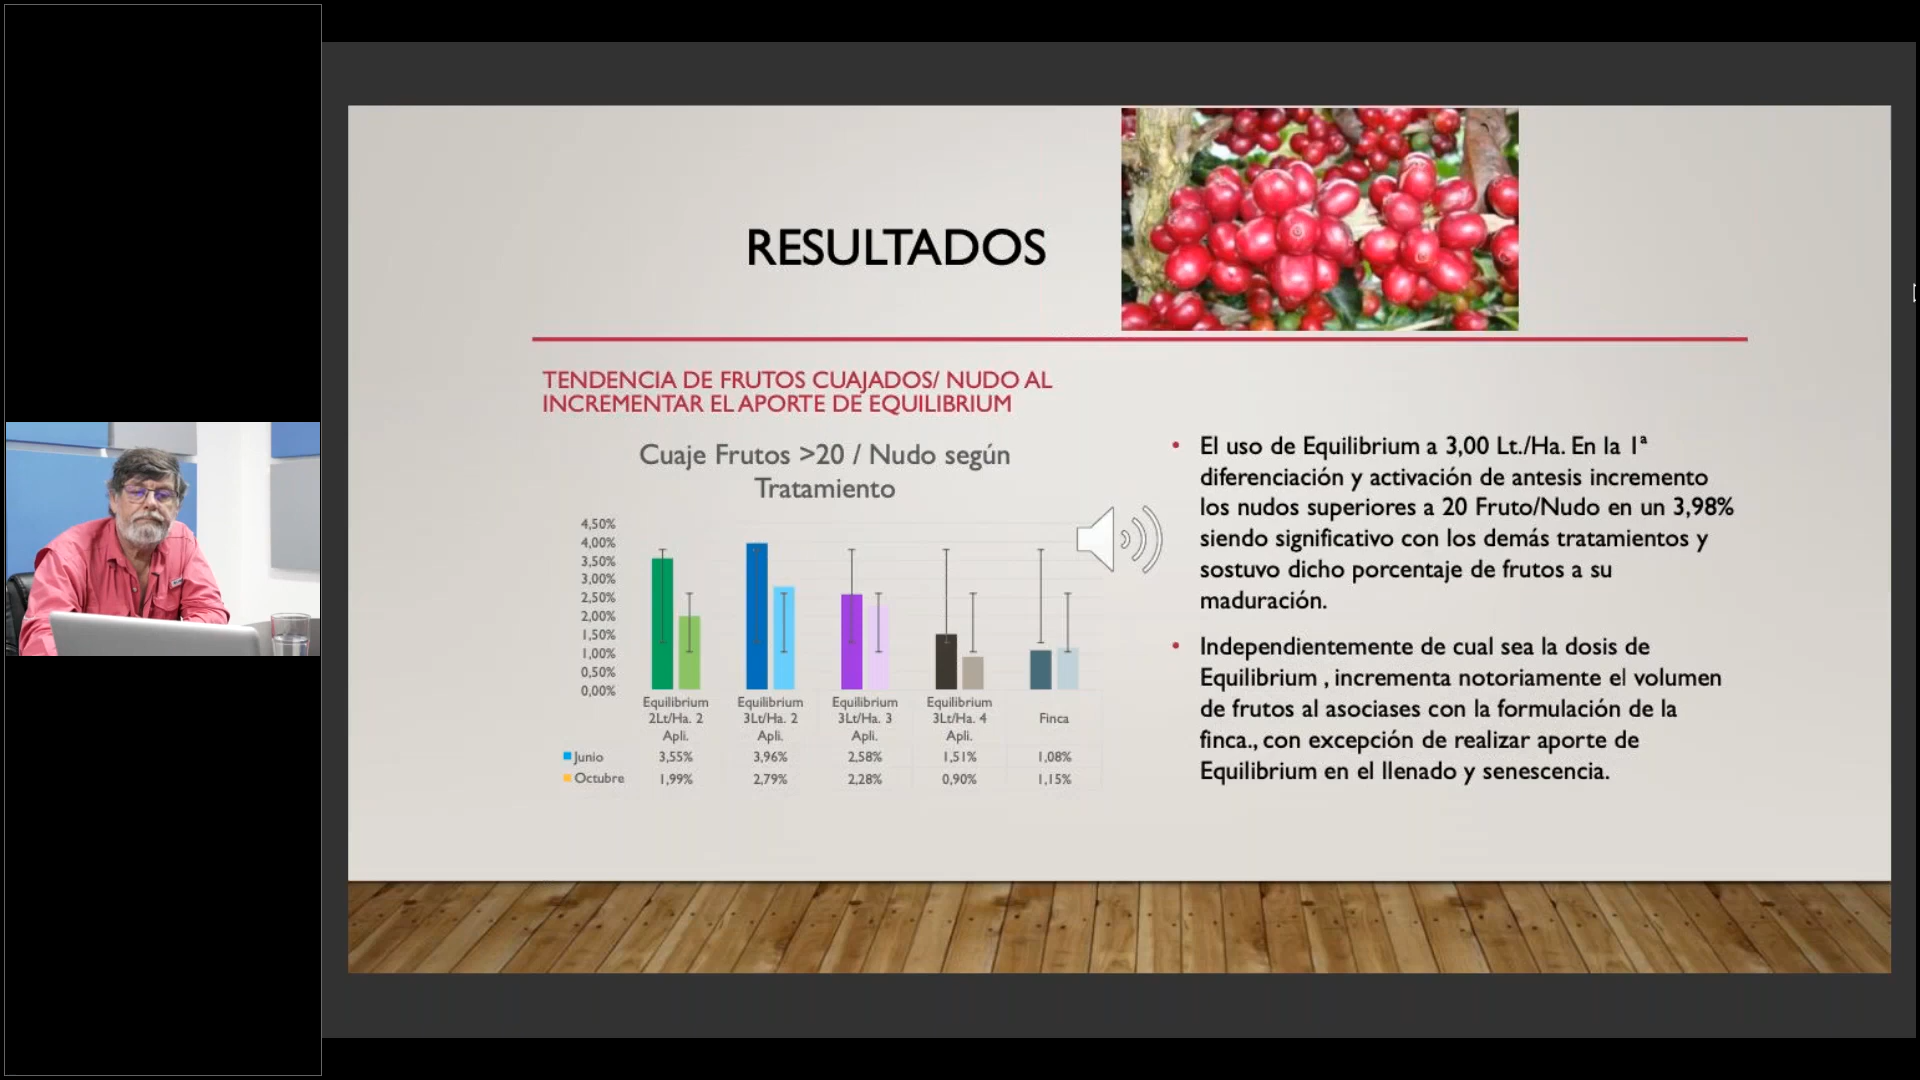 RESULTADOS
TENDENCIA DE FRUTOS CUAJADOS/ NUDO AL
INCREMENTAR EL APORTE DE EQUILIBRIUM
Cuaje Frutos >20 / Nudo según
Tratamiento
4,50%
4,00%
3,50%
3,00%
2,50%
2,00%
1,50%
1,00%
0,50%
0,00%
Equilibrium 2Lt/Ha. 2 Apli.
Equilibrium 3Lt/Ha. 2 Apli.
Equilibrium 3Lt/Ha. 3 Apli.
Equilibrium 3Lt/Ha. 4 Apli.
Finca
Junio 3,55% 3,96% 2,58% 1,51% 1,08%
Octubre 1,99% 2,79% 2,28% 0,90% 1,15%
• El uso de Equilibrium a 3,00 Lt./Ha. En la 1ª
diferenciación y activación de antesis incremento
los nudos superiores a 20 Fruto/Nudo en un 3,98%
siendo significativo con los demás tratamientos y
sostuvo dicho porcentaje de frutos a su
maduración.
• Independientemente de cual sea la dosis de
Equilibrium , incrementa notoriamente el volumen
de frutos al asociases con la formulación de la
finca., con excepción de realizar aporte de
Equilibrium en el llenado y senescencia.